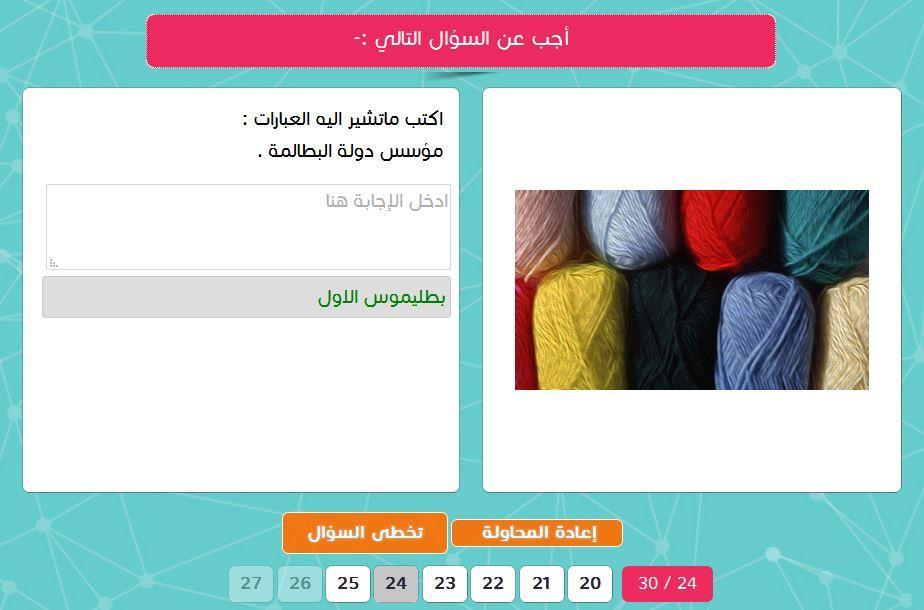 أجب عن السؤال التالي :-
اكتب ماتشير اليه العبارات :
مؤسس دولة البطالمة .
ادخل الإجابة هنا
بطليموس الاول
إعادة المحاولة
تخطى السؤال
30 / 24
20
21
22
23
24
25
26
27